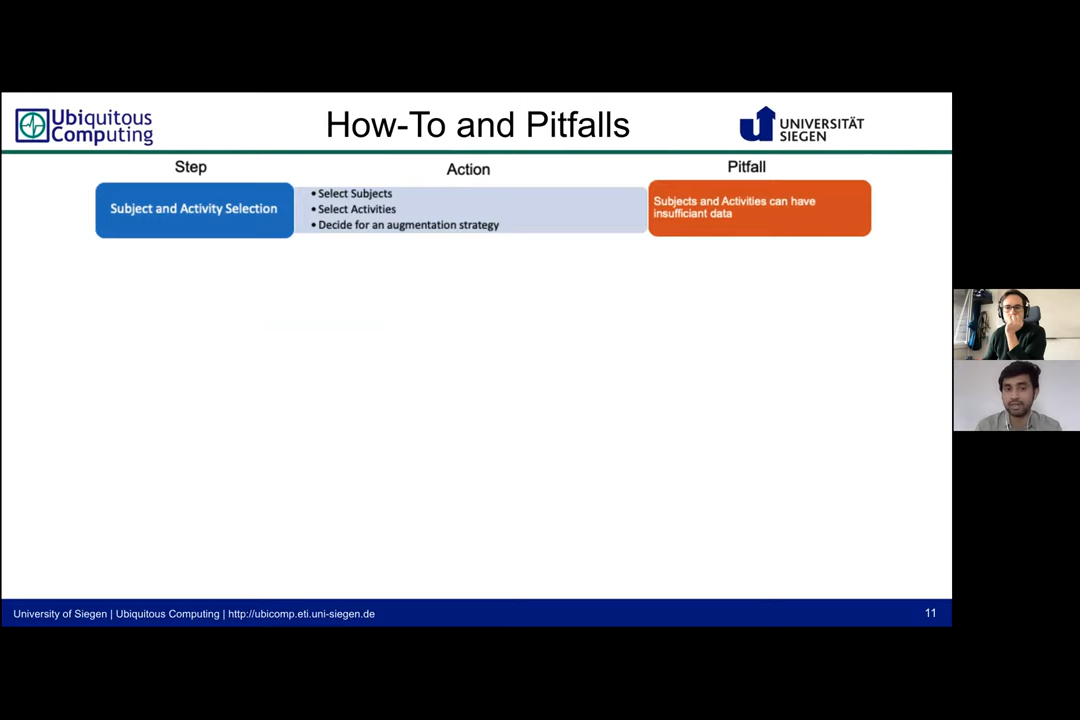 Ubiquitous
Computing
How-To and Pitfalls
UNIVERSITÄT
SIEGEN
Step
Action
Pitfall
Subject and Activity Selection
• Select Subjects
• Select Activities
• Decide for an augmentation strategy
Subjects and Activities can have
insufficiant data
University of Siegen | Ubiquitous Computing | http://ubicomp.eti.uni-siegen.de
11